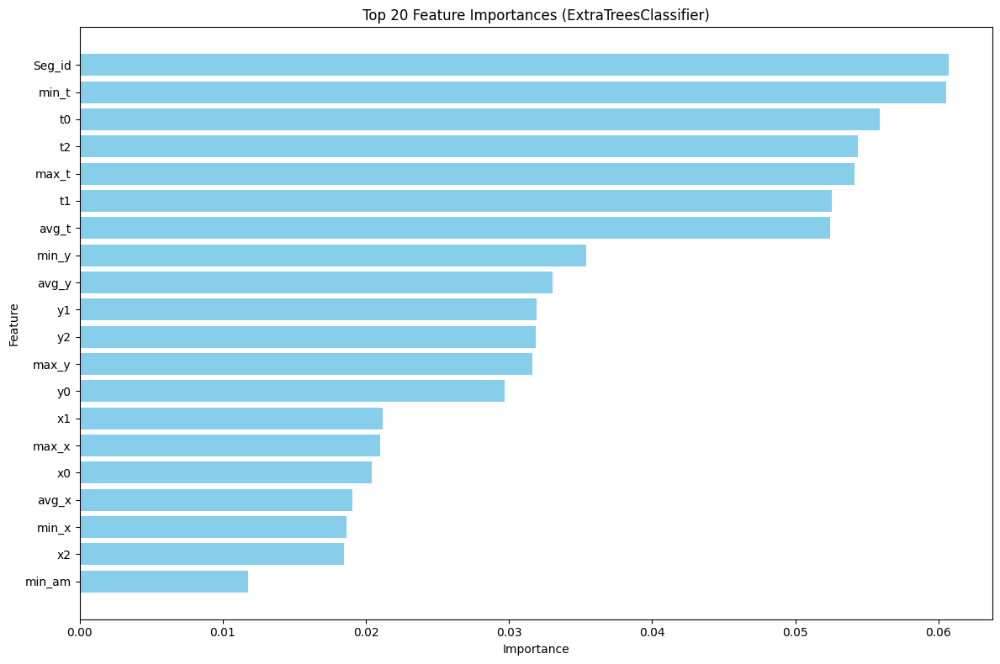 Top 20 Feature Importances (ExtraTreesClassifier)
Seg_id
min_t
t0
t2
max_t
t1
avg_t
min_y
avg_y
y1
y2
max_y
y0
x1
max_x
x0
avg_x
min_x
x2
min_am
Feature
0.00 0.01 0.02 0.03 0.04 0.05 0.06
Importance